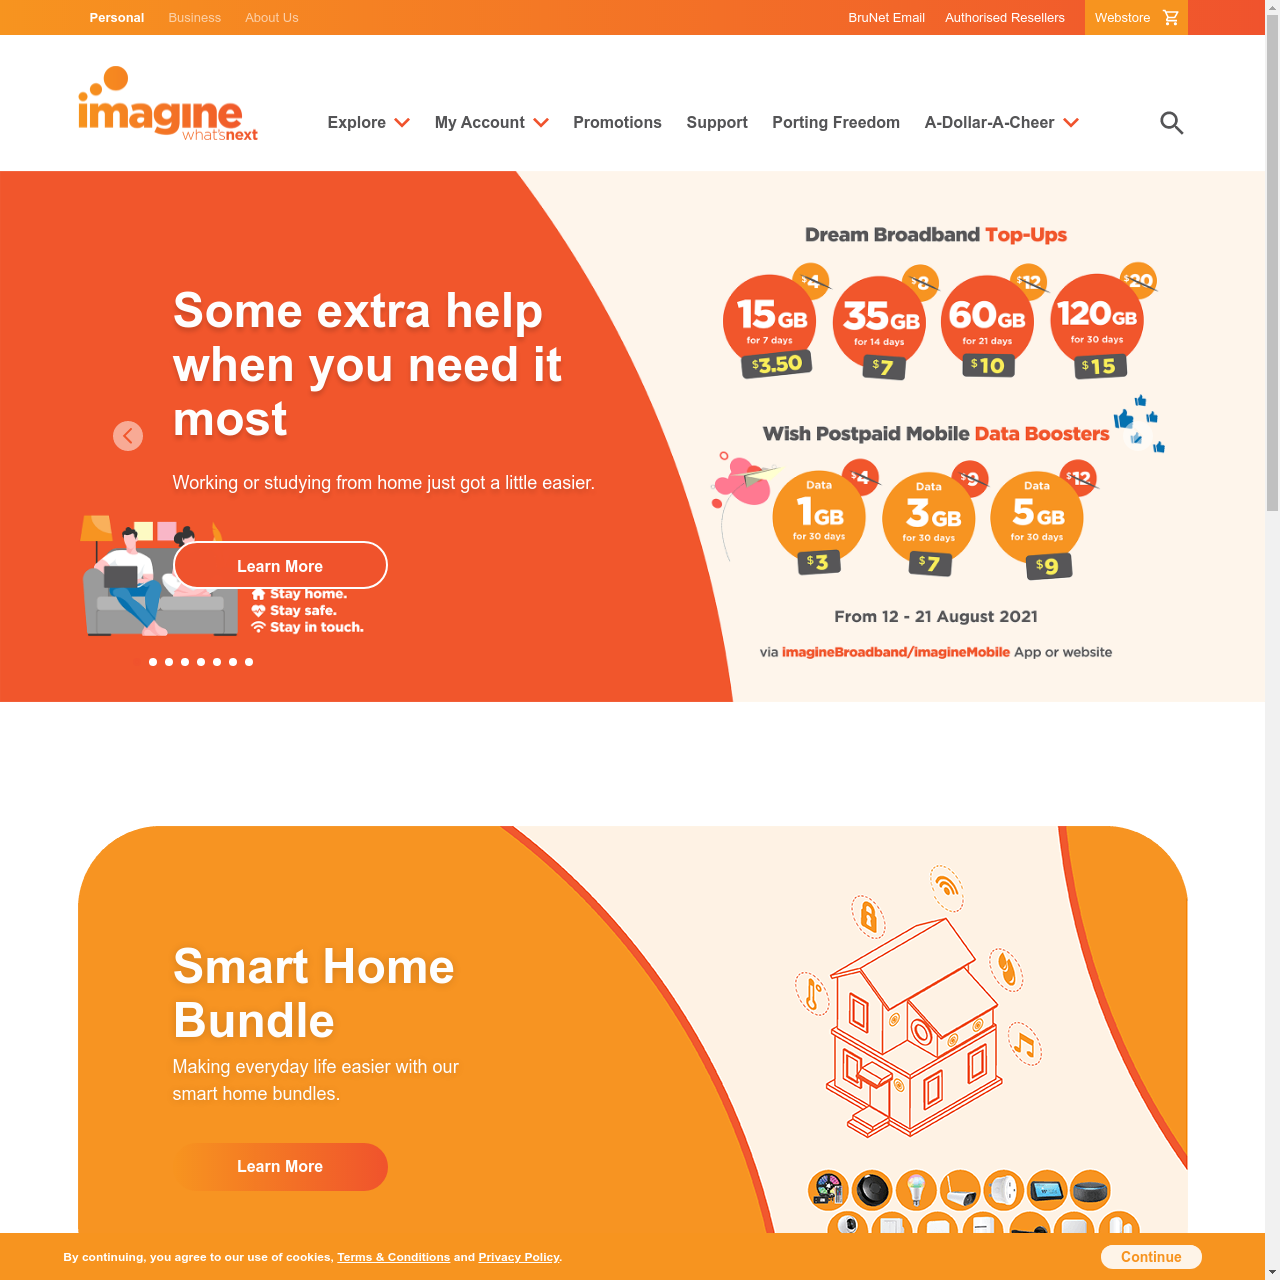 Personal Business About Us BruNet Email Authorised Resellers Webstore
imagine
what'snext
Explore My Account Promotions Support Porting Freedom A-Dollar-A-Cheer
Dream Broadband Top-Ups
$4 $8 $12 $20
15GB 35GB 60GB 120GB
for 7 days for 14 days for 21 days for 30 days
$3.50 $7 $10 $15
Some extra help
when you need it
most
Working or studying from home just got a little easier.
Learn More
Stay home.
Stay safe.
Stay in touch.
Wish Postpaid Mobile Data Boosters
$4 $9 $12
Data Data Data
1GB 3GB 5GB
for 30 days for 30 days for 30 days
$3 $7 $9
From 12 - 21 August 2021
via imagineBroadband/imagineMobile App or website
Smart Home
Bundle
Making everyday life easier with our
smart home bundles.
Learn More
By continuing, you agree to our use of cookies, Terms & Conditions and Privacy Policy. Continue